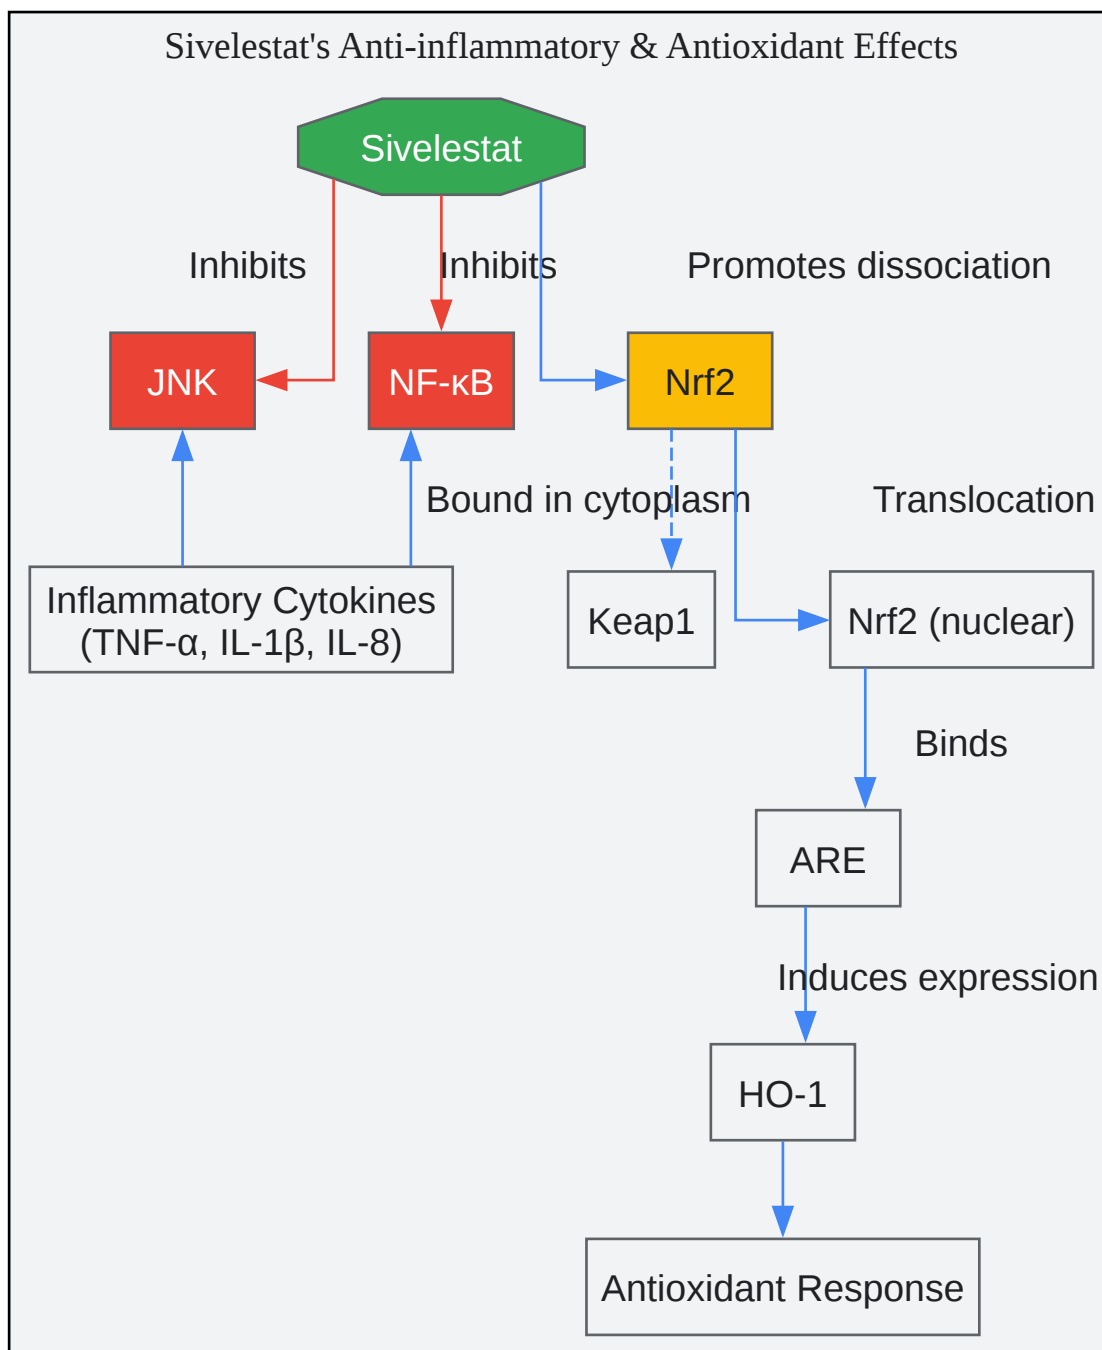 Sivelestat's Anti-inflammatory & Antioxidant Effects
Sivelestat
Inhibits
Inhibits
Promotes dissociation
JNK
NF-κB
Nrf2
Bound in cytoplasm
Translocation
Inflammatory Cytokines
(TNF-α, IL-1β, IL-8)
Keap1
Nrf2 (nuclear)
Binds
ARE
Induces expression
HO-1
Antioxidant Response